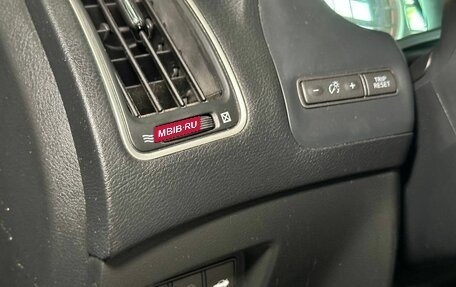 MBIB·RU
− +
TRIP
RESET